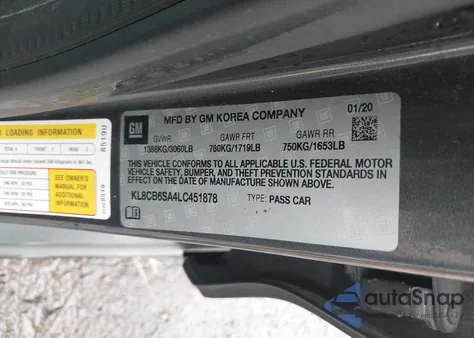 LOADING INFORMATION
8519U
GM
MFD BY GM KOREA COMPANY
01/20
GVWR
GAWR FRT
GAWR RR
1388KG/3060LB
780KG/1719LB
750KG/1653LB
THIS VEHICLE CONFORMS TO ALL APPLICABLE U.S. FEDERAL MOTOR
VEHICLE SAFETY, BUMPER, AND THEFT PREVENTION STANDARDS IN
EFFECT ON THE DATE OF MANUFACTURE SHOWN ABOVE.
KL8CB6SA4LC451878
TYPE: PASS CAR
autoSnap